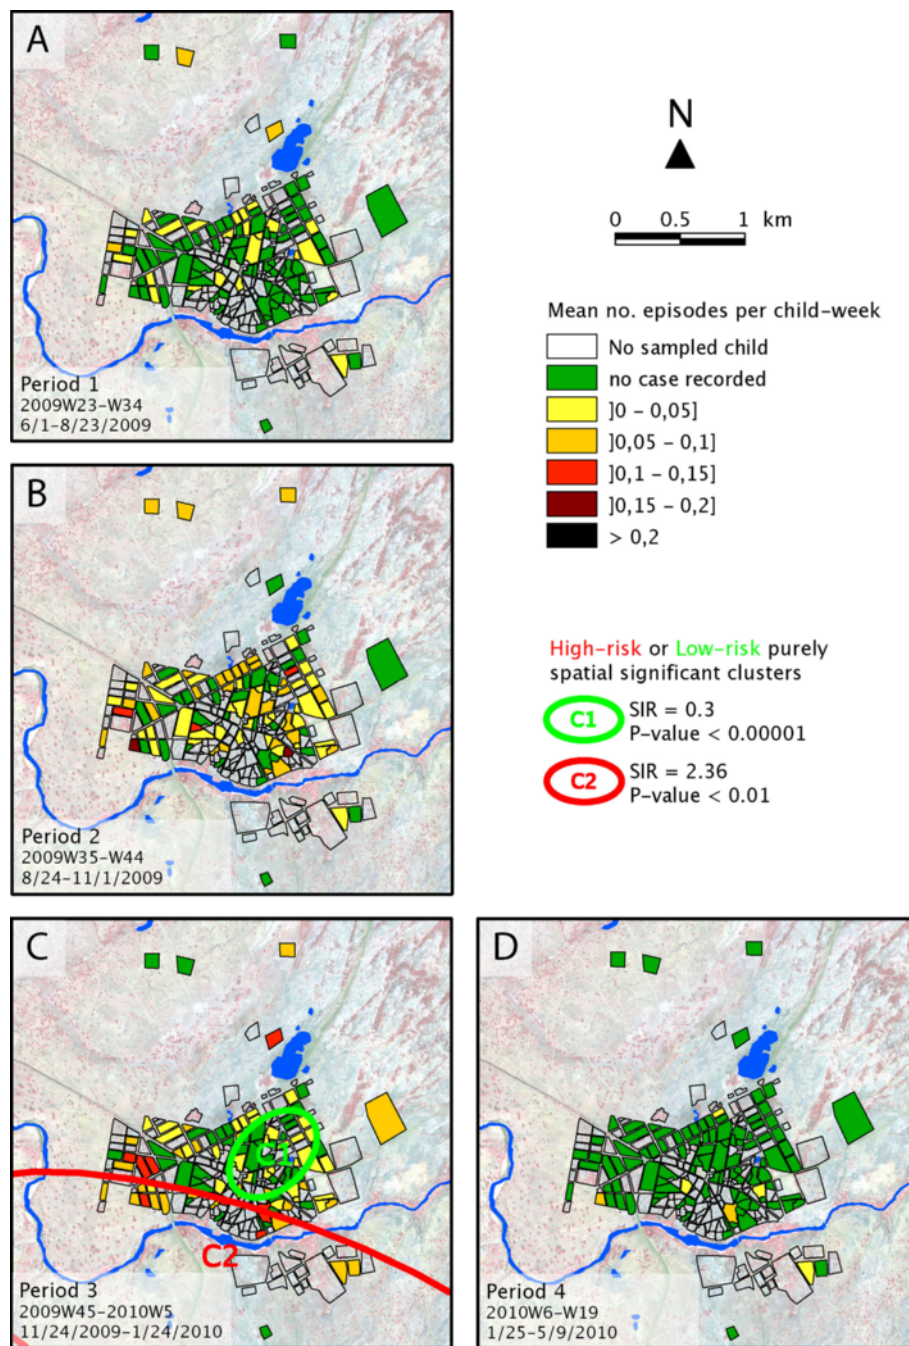 A
Period 1
2009W23-W34
6/1-8/23/2009
N
0 0.5 1 km
Mean no. episodes per child-week
No sampled child
no case recorded
]0 - 0,05]
]0,05 - 0,1]
]0,1 - 0,15]
]0,15 - 0,2]
> 0,2
B
Period 2
2009W35-W44
8/24-11/1/2009
High-risk or Low-risk purely
spatial significant clusters
C1
SIR = 0.3
P-value < 0.00001
C2
SIR = 2.36
P-value < 0.01
C
C1
C2
Period 3
2009W45-2010W5
11/24/2009-1/24/2010
D
Period 4
2010W6-W19
1/25-5/9/2010